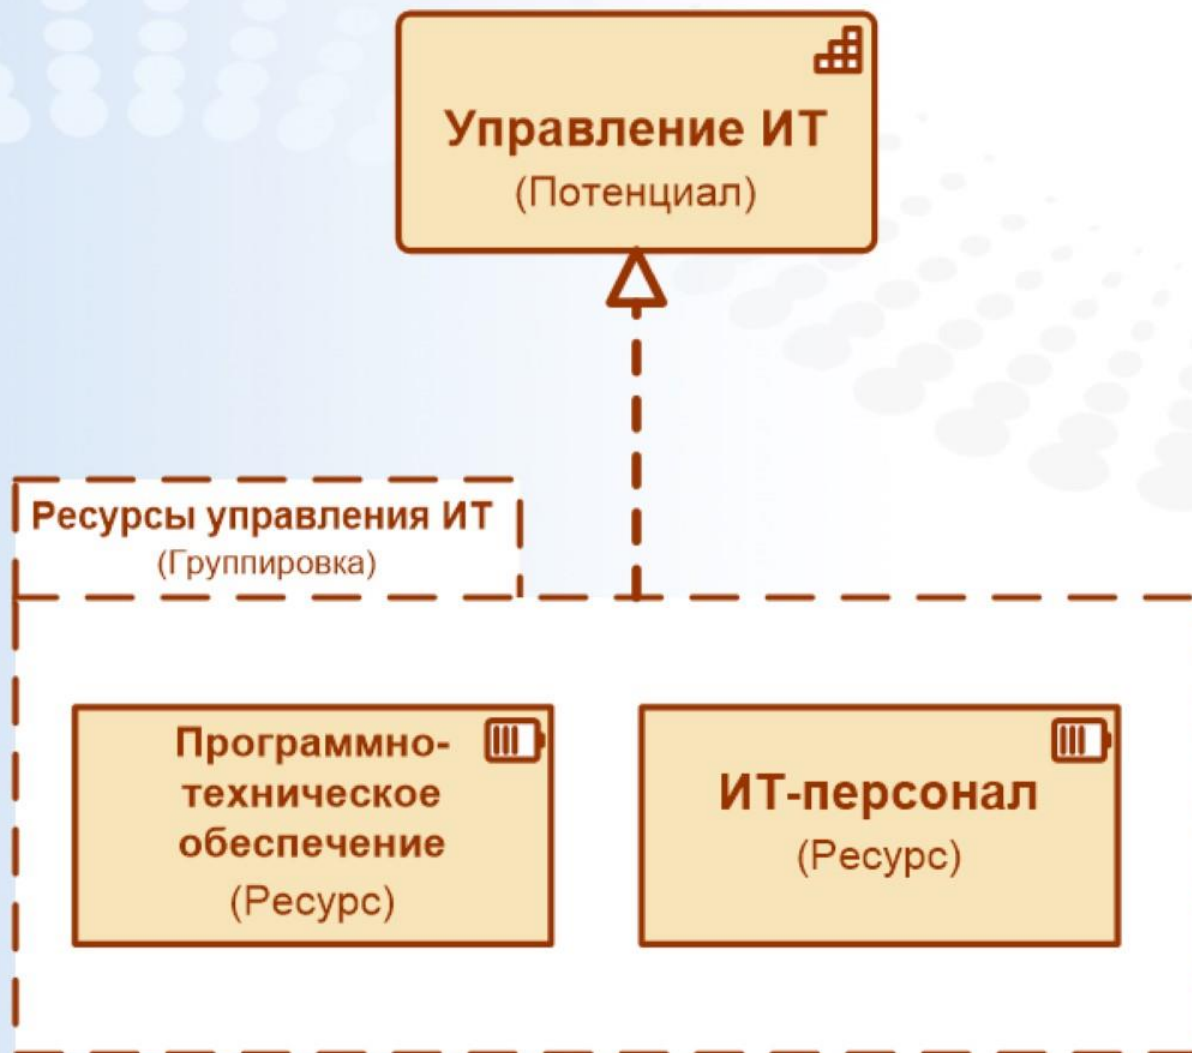 Управление ИТ
(Потенциал)
Ресурсы управления ИТ
(Группировка)
Программно-
техническое
обеспечение
(Ресурс)
ИТ-персонал
(Ресурс)